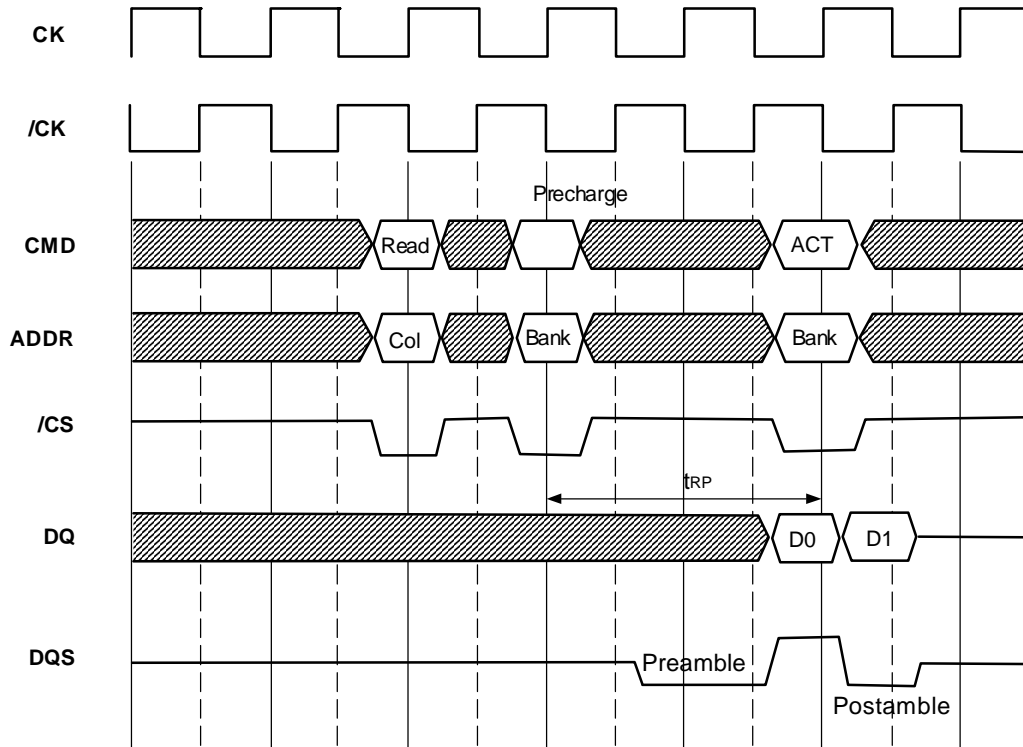 CK
/CK
Precharge
CMD Read ACT
ADDR Col Bank Bank
/CS
tRP
DQ D0 D1
DQS Preamble
Postamble